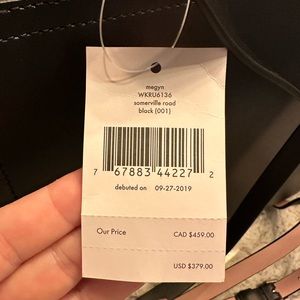 megyn
WKRU6136
somerville road
black (001)
7 67883 44227 2
debuted on 09-27-2019
Our Price CAD $459.00
USD $379.00